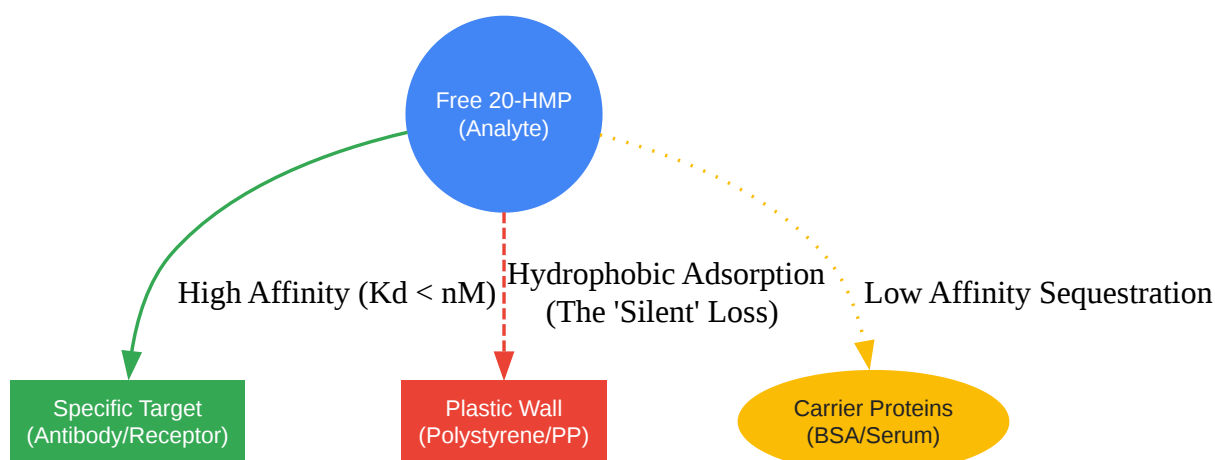 Free 20-HMP
(Analyte)
High Affinity (Kd < nM)
Hydrophobic Adsorption
(The 'Silent' Loss)
Low Affinity Sequestration
Specific Target
(Antibody/Receptor)
Plastic Wall
(Polystyrene/PP)
Carrier Proteins
(BSA/Serum)